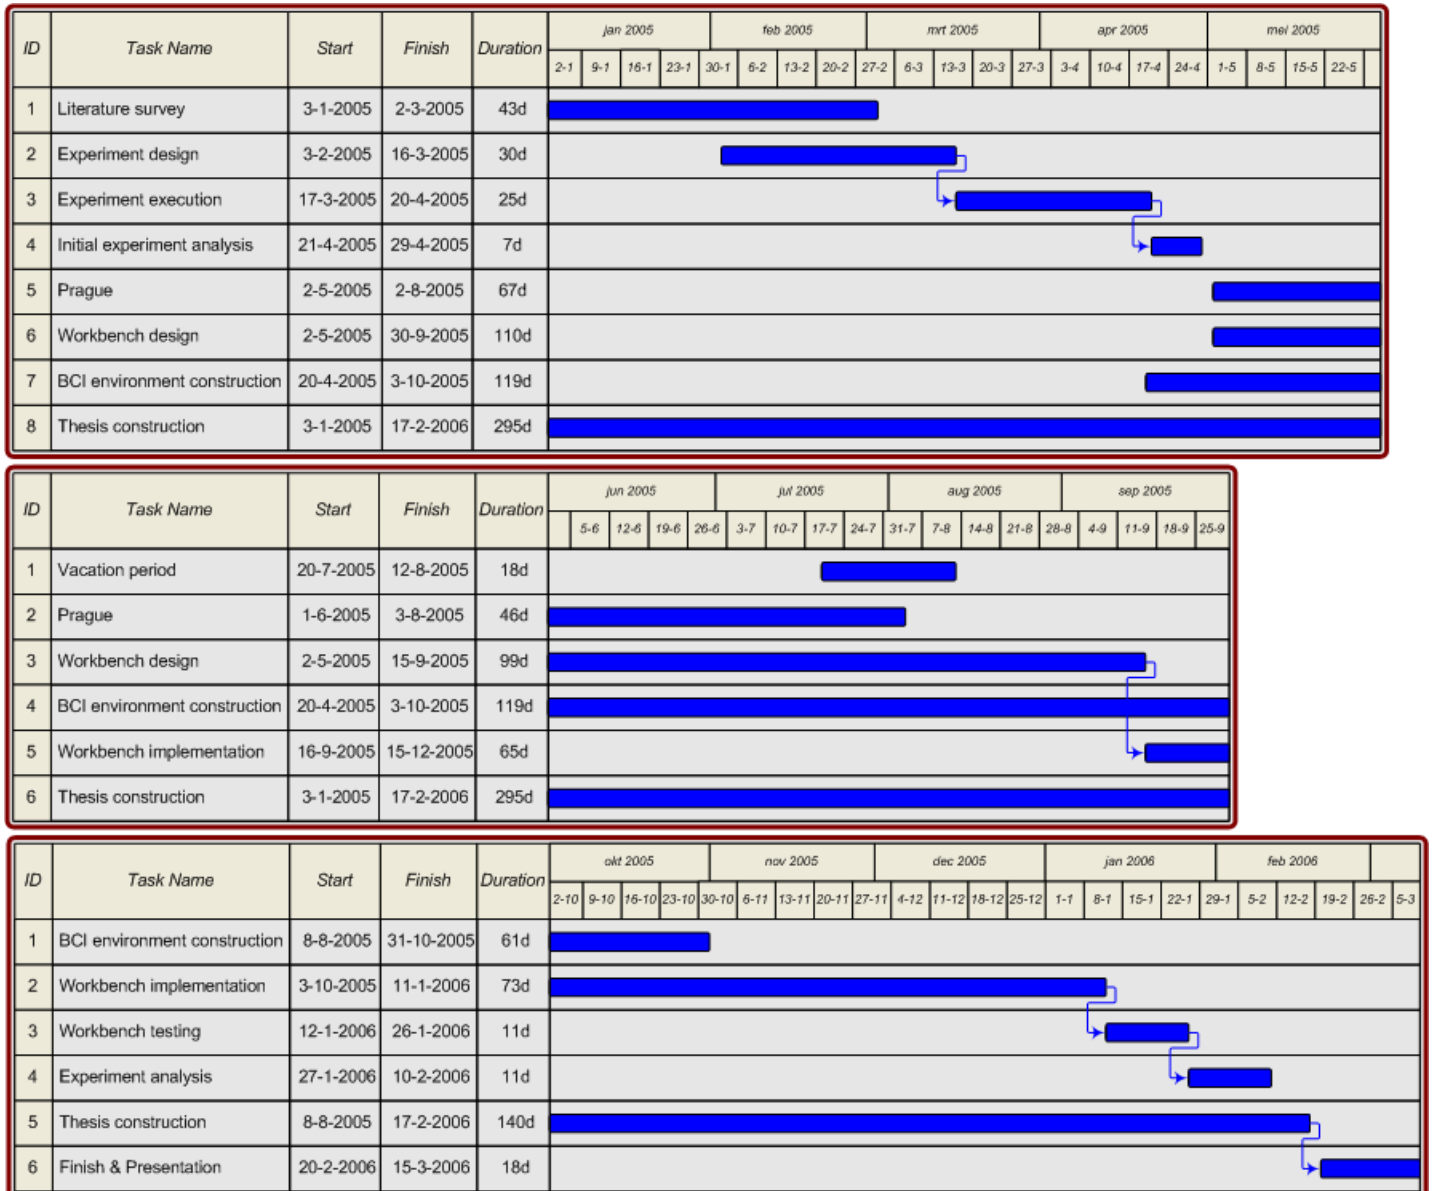 ID Task Name Start Finish Duration jan 2005 feb 2005 mrt 2005 apr 2005 mei 2005
2-1 9-1 16-1 23-1 30-1 6-2 13-2 20-2 27-2 6-3 13-3 20-3 27-3 3-4 10-4 17-4 24-4 1-5 8-5 15-5 22-5
1 Literature survey 3-1-2005 2-3-2005 43d
2 Experiment design 3-2-2005 16-3-2005 30d
3 Experiment execution 17-3-2005 20-4-2005 25d
4 Initial experiment analysis 21-4-2005 29-4-2005 7d
5 Prague 2-5-2005 2-8-2005 67d
6 Workbench design 2-5-2005 30-9-2005 110d
7 BCI environment construction 20-4-2005 3-10-2005 119d
8 Thesis construction 3-1-2005 17-2-2006 295d
ID Task Name Start Finish Duration jun 2005 jul 2005 aug 2005 sep 2005
5-6 12-6 19-6 26-6 3-7 10-7 17-7 24-7 31-7 7-8 14-8 21-8 28-8 4-9 11-9 18-9 25-9
1 Vacation period 20-7-2005 12-8-2005 18d
2 Prague 1-6-2005 3-8-2005 46d
3 Workbench design 2-5-2005 15-9-2005 99d
4 BCI environment construction 20-4-2005 3-10-2005 119d
5 Workbench implementation 16-9-2005 15-12-2005 65d
6 Thesis construction 3-1-2005 17-2-2006 295d
ID Task Name Start Finish Duration okt 2005 nov 2005 dec 2005 jan 2006 feb 2006
2-10 9-10 16-10 23-10 30-10 6-11 13-11 20-11 27-11 4-12 11-12 18-12 25-12 1-1 8-1 15-1 22-1 29-1 5-2 12-2 19-2 26-2 5-3
1 BCI environment construction 8-8-2005 31-10-2005 61d
2 Workbench implementation 3-10-2005 11-1-2006 73d
3 Workbench testing 12-1-2006 26-1-2006 11d
4 Experiment analysis 27-1-2006 10-2-2006 11d
5 Thesis construction 8-8-2005 17-2-2006 140d
6 Finish & Presentation 20-2-2006 15-3-2006 18d